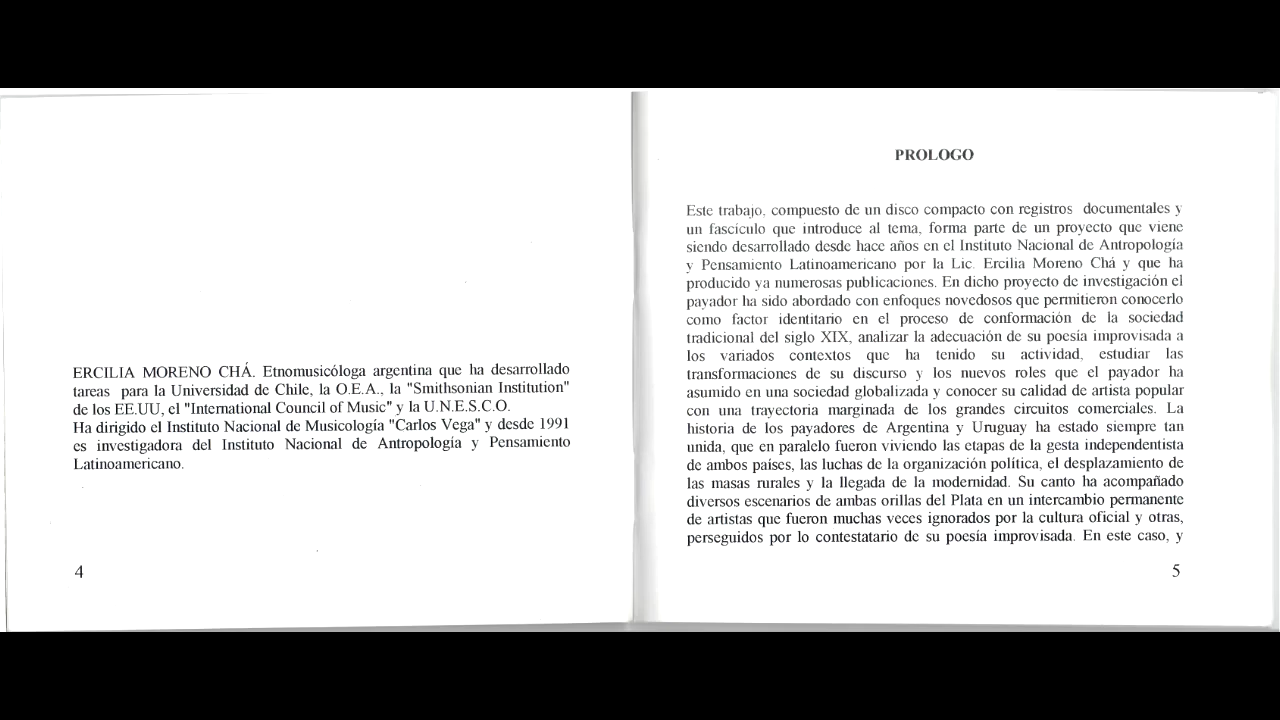 ERCILIA MORENO CHÁ. Etnomusicóloga argentina que ha desarrollado
tareas para la Universidad de Chile, la O.E.A., la "Smithsonian Institution"
de los EE.UU, el "International Council of Music" y la U.N.E.S.C.O.
Ha dirigido el Instituto Nacional de Musicología "Carlos Vega" y desde 1991
es investigadora del Instituto Nacional de Antropología y Pensamiento
Latinoamericano.
4
PROLOGO
Este trabajo, compuesto de un disco compacto con registros documentales y
un fascículo que introduce al tema, forma parte de un proyecto que viene
siendo desarrollado desde hace años en el Instituto Nacional de Antropología
y Pensamiento Latinoamericano por la Lic. Ercilia Moreno Chá y que ha
producido ya numerosas publicaciones. En dicho proyecto de investigación el
payador ha sido abordado con enfoques novedosos que permitieron conocerlo
como factor identitario en el proceso de conformación de la sociedad
tradicional del siglo XIX, analizar la adecuación de su poesía improvisada a
los variados contextos que ha tenido su actividad, estudiar las
transformaciones de su discurso y los nuevos roles que el payador ha
asumido en una sociedad globalizada y conocer su calidad de artista popular
con una trayectoria marginada de los grandes circuitos comerciales. La
historia de los payadores de Argentina y Uruguay ha estado siempre tan
unida, que en paralelo fueron viviendo las etapas de la gesta independentista
de ambos países, las luchas de la organización política, el desplazamiento de
las masas rurales y la llegada de la modernidad. Su canto ha acompañado
diversos escenarios de ambas orillas del Plata en un intercambio permanente
de artistas que fueron muchas veces ignorados por la cultura oficial y otras,
perseguidos por lo contestatario de su poesía improvisada. En este caso, y
5